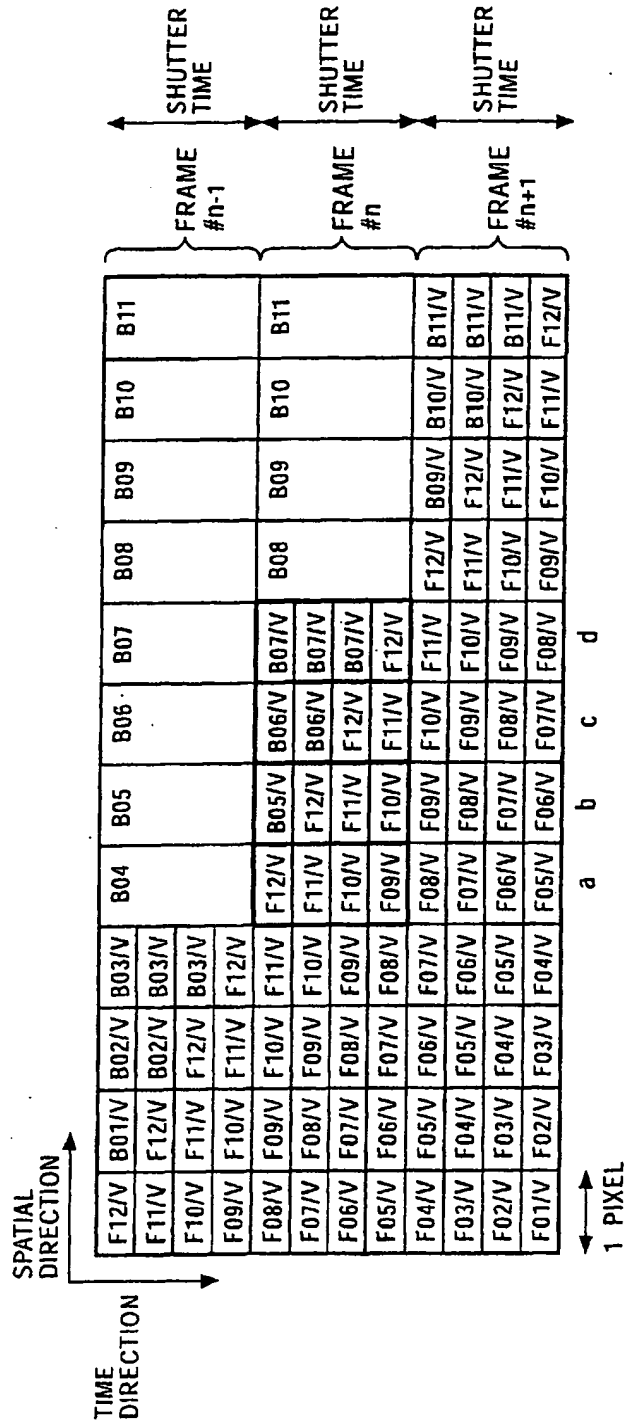 SPATIAL
DIRECTION
TIME
DIRECTION
F12/V B01/V B02/V B03/V B04 B05 B06 B07 B08 B09 B10 B11
F11/V F12/V B02/V B03/V
F10/V F11/V F12/V B03/V
F09/V F10/V F11/V F12/V
FRAME
#n-1
SHUTTER
TIME
F08/V F09/V F10/V F11/V F12/V B05/V B06/V B07/V B08 B09 B10 B11
F07/V F08/V F09/V F10/V F11/V F12/V B06/V B07/V
F06/V F07/V F08/V F09/V F10/V F11/V F12/V B07/V
F05/V F06/V F07/V F08/V F09/V F10/V F11/V F12/V
FRAME
#n
SHUTTER
TIME
F04/V F05/V F06/V F07/V F08/V F09/V F10/V F11/V F12/V B09/V B10/V B11/V
F03/V F04/V F05/V F06/V F07/V F08/V F09/V F10/V F11/V F12/V B10/V B11/V
F02/V F03/V F04/V F05/V F06/V F07/V F08/V F09/V F10/V F11/V F12/V B11/V
F01/V F02/V F03/V F04/V F05/V F06/V F07/V F08/V F09/V F10/V F11/V F12/V
FRAME
#n+1
SHUTTER
TIME
1 PIXEL
a b c d